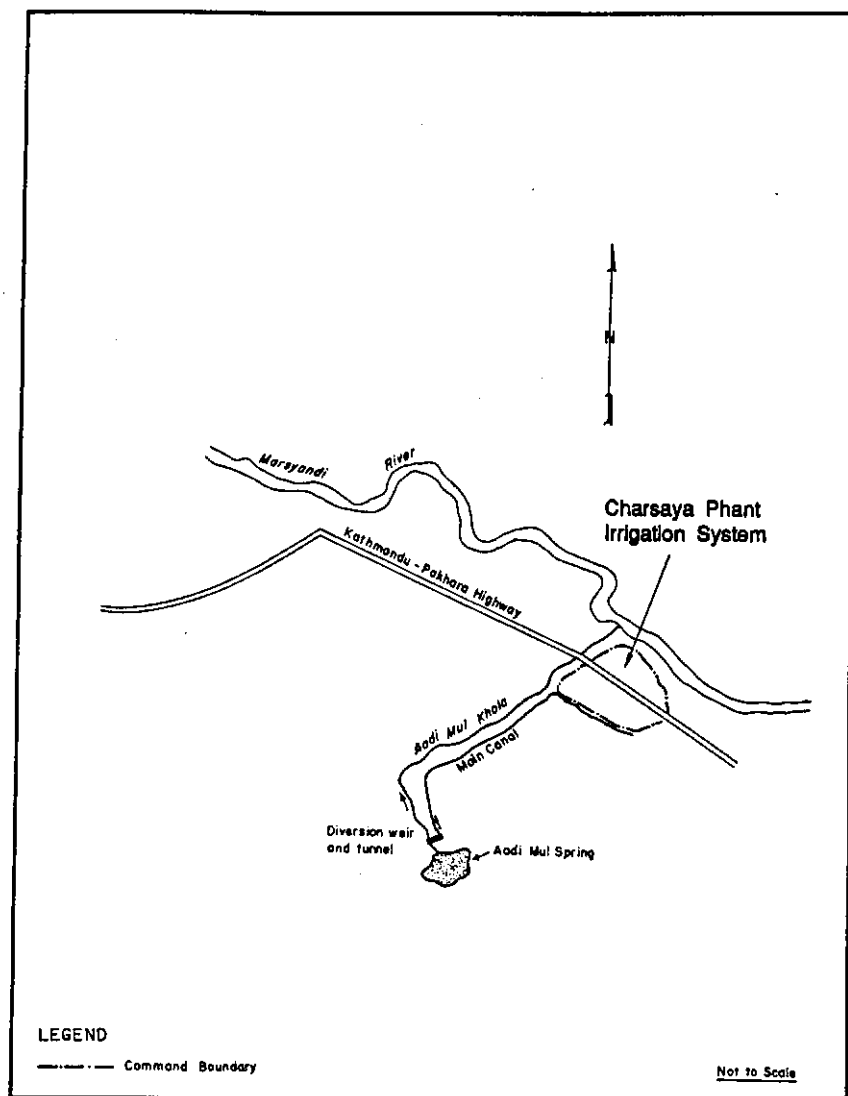 N
Marsyandi River
Kathmandu - Pokhara Highway
Charsaya Phant
Irrigation System
Aadi Mul Khola
Main Canal
Diversion weir
and tunnel
Aadi Mul Spring
LEGEND
Command Boundary
Not to Scale